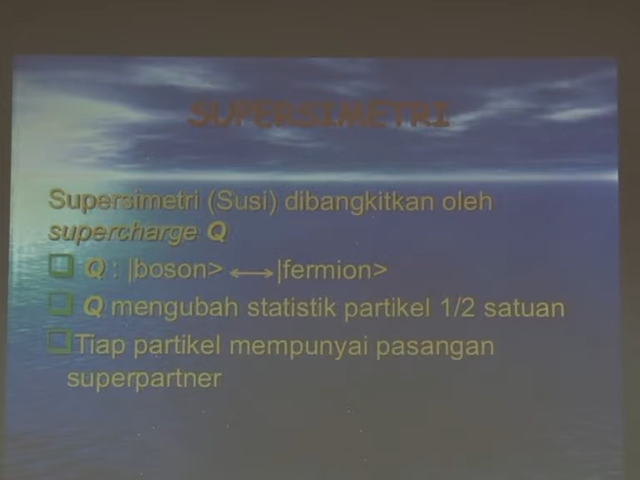 SUPERSIMETRI
Supersimetri (Susi) dibangkitkan oleh
supercharge Q
Q : |boson> ⟷ |fermion>
Q mengubah statistik partikel 1/2 satuan
Tiap partikel mempunyai pasangan
superpartner